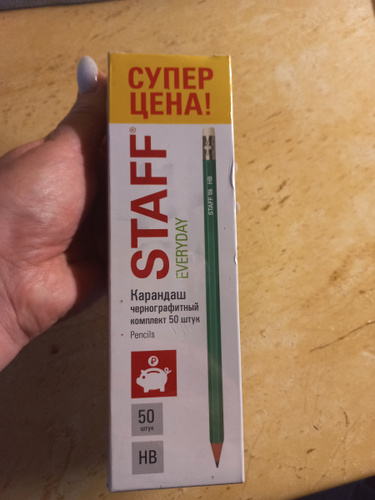 СУПЕР
ЦЕНА!
STAFF®
EVERYDAY
STAFF
HB
Карандаш
чернографитный
комплект 50 штук
Pencils
₽
50
штук
HB